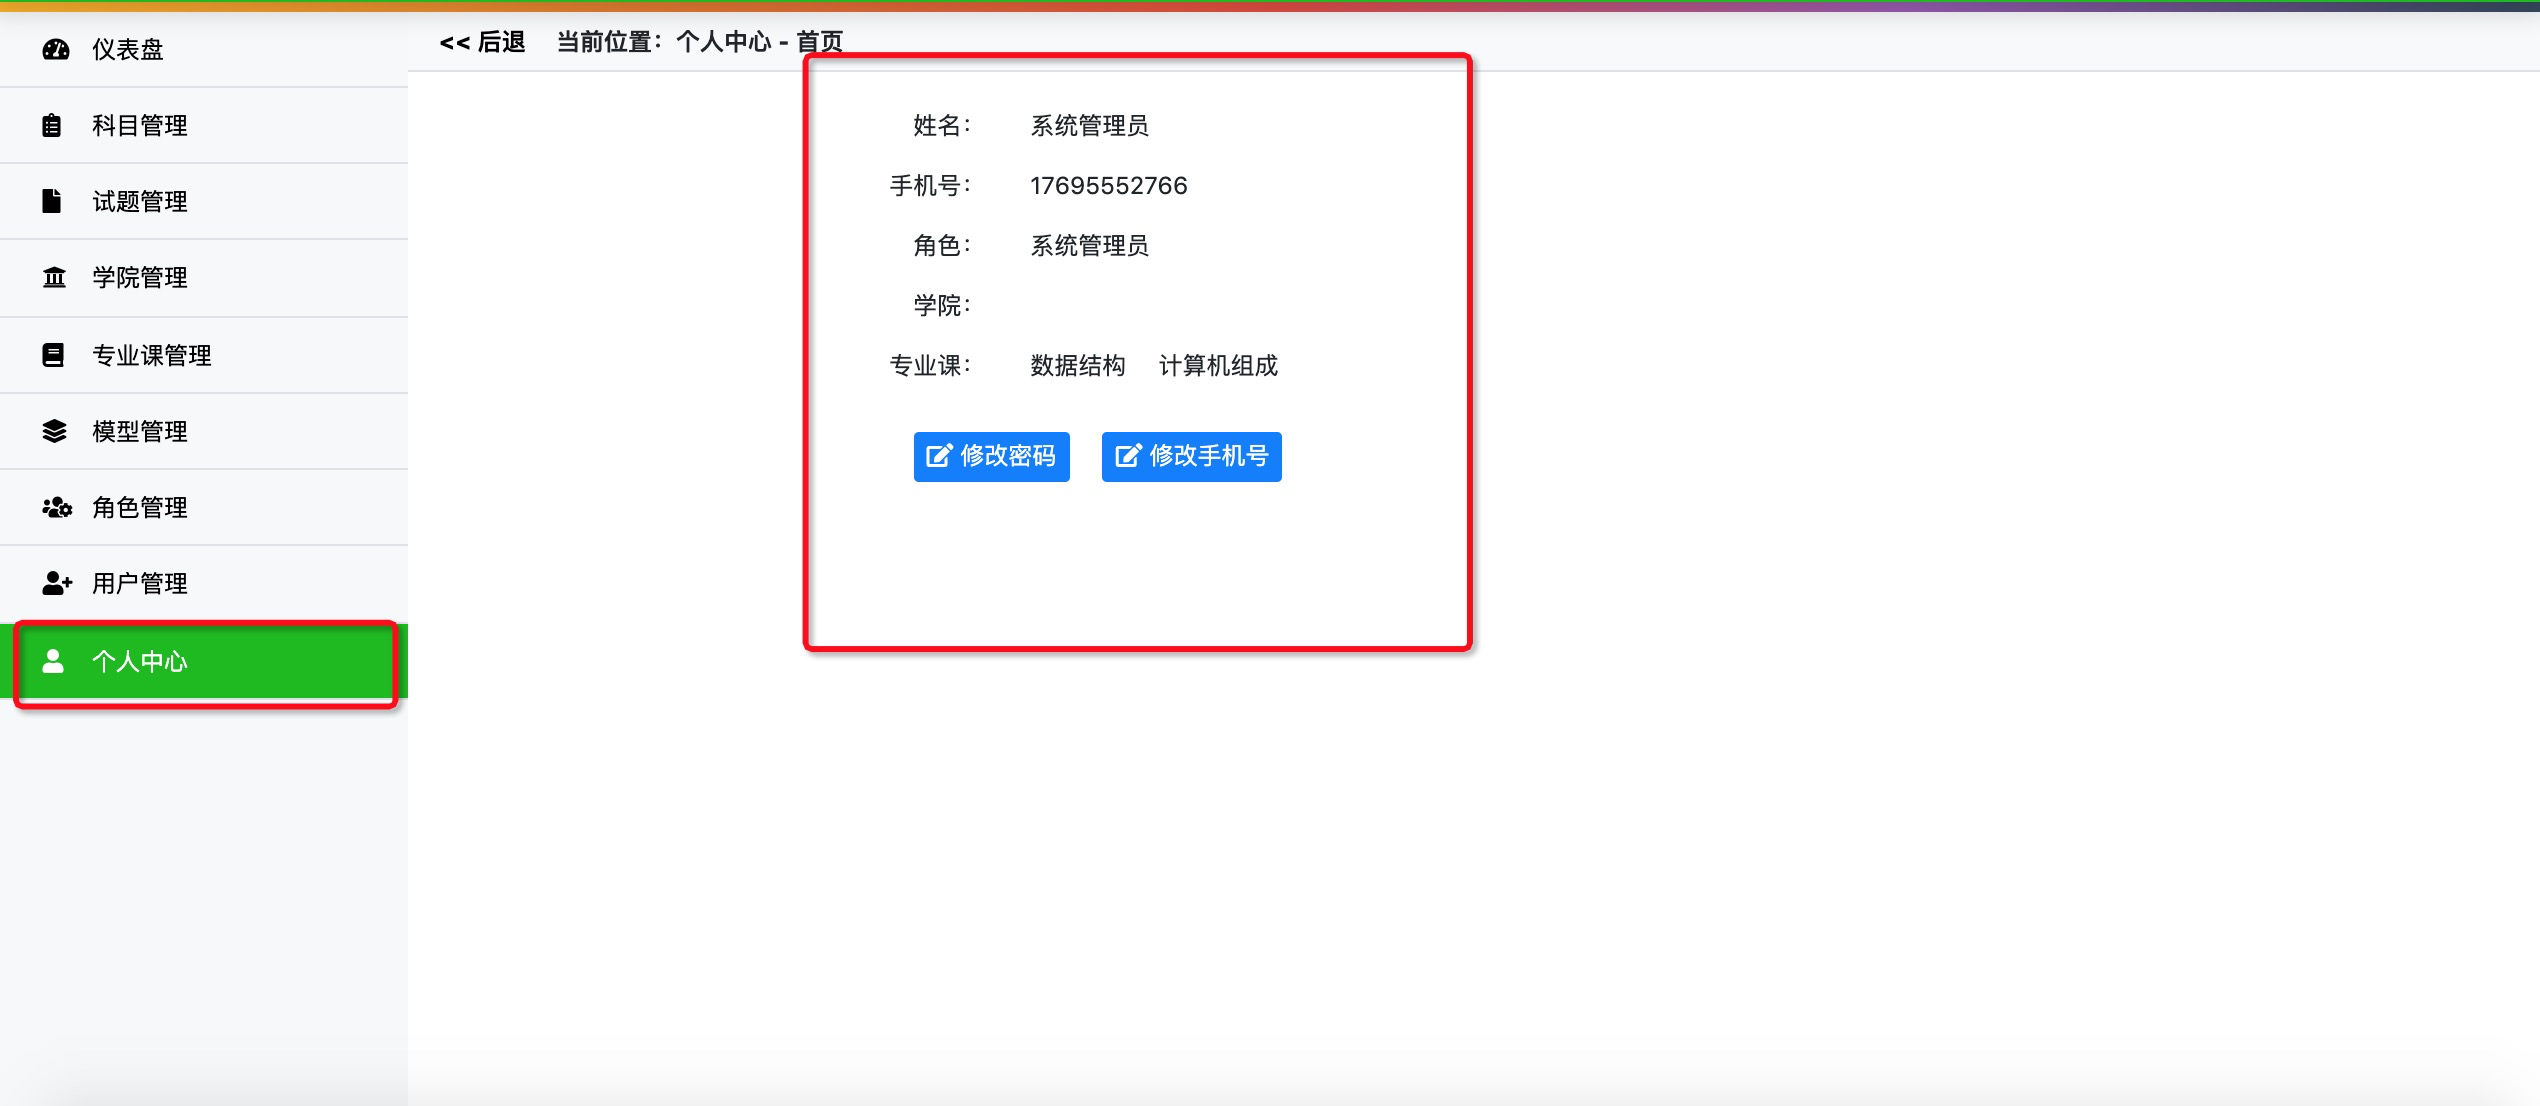 仪表盘
科目管理
试题管理
学院管理
专业课管理
模型管理
角色管理
用户管理
个人中心
<< 后退 当前位置：个人中心 - 首页
姓名： 系统管理员
手机号： 17695552766
角色： 系统管理员
学院：
专业课： 数据结构 计算机组成
修改密码 修改手机号